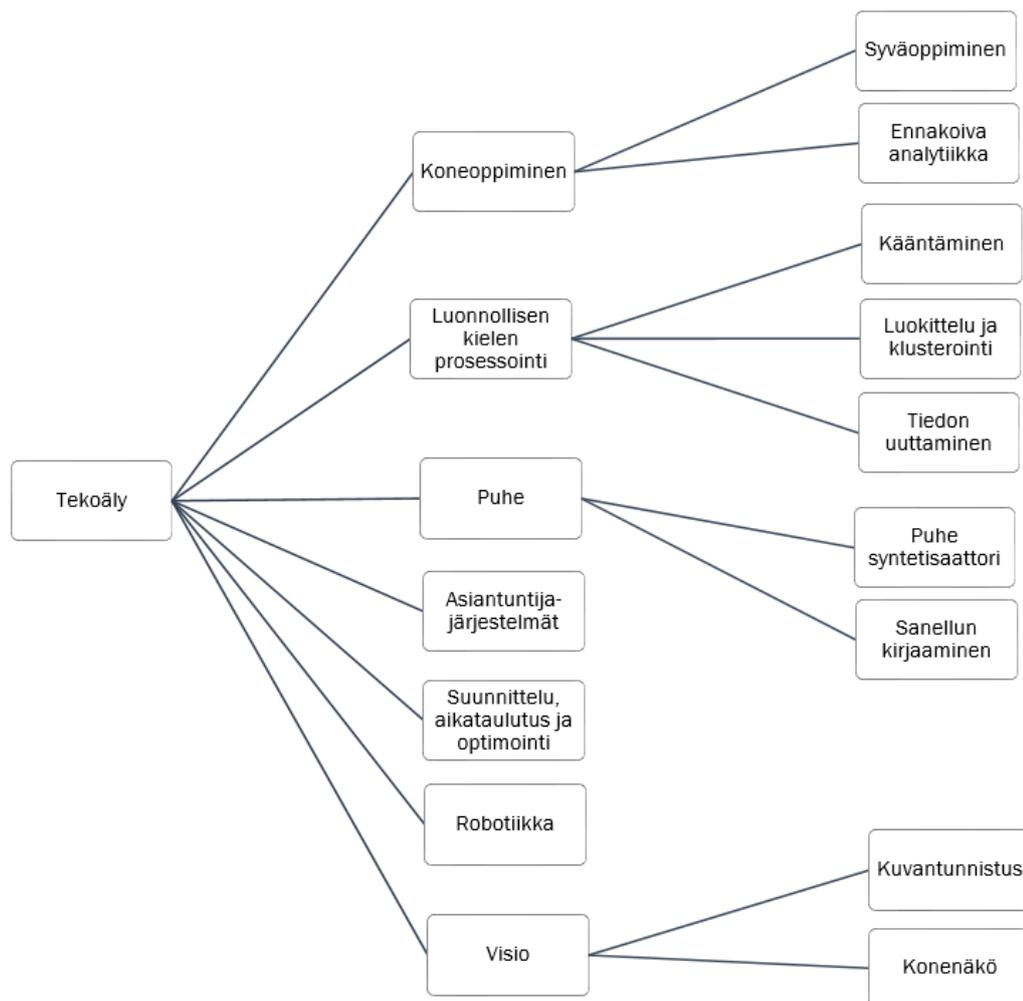 Tekoäly
Koneoppiminen
Syväoppiminen
Ennakoiva
analytiikka
Luonnollisen
kielen
prosessointi
Kääntäminen
Luokittelu ja
klusterointi
Tiedon
uuttaminen
Puhe
Puhe
syntetisaattori
Sanellun
kirjaaminen
Asiantuntija-
järjestelmät
Suunnittelu,
aikataulutus ja
optimointi
Robotiikka
Visio
Kuvantunnistus
Konenäkö